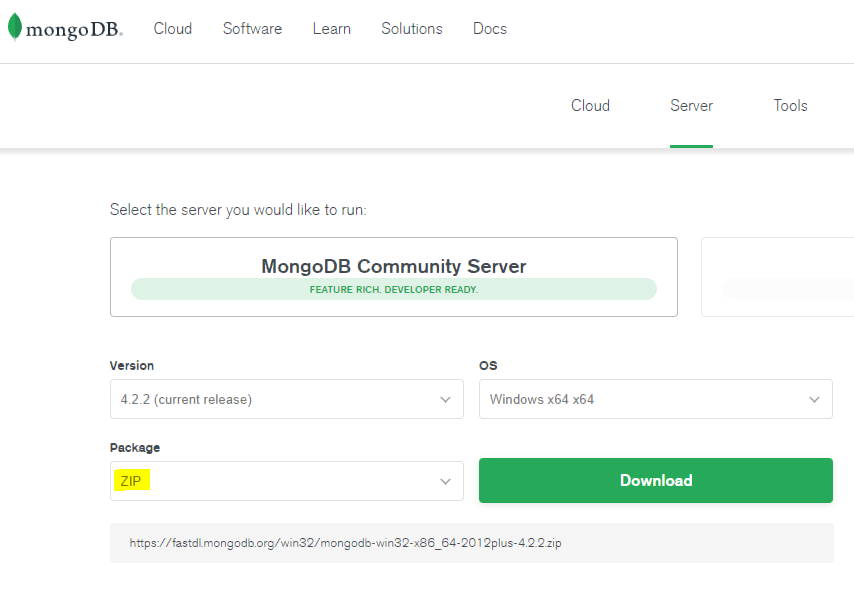 mongoDB. Cloud Software Learn Solutions Docs
Cloud Server Tools
Select the server you would like to run:
MongoDB Community Server
FEATURE RICH. DEVELOPER READY.
Version OS
4.2.2 (current release) Windows x64 x64
Package
ZIP Download
https://fastdl.mongodb.org/win32/mongodb-win32-x86_64-2012plus-4.2.2.zip